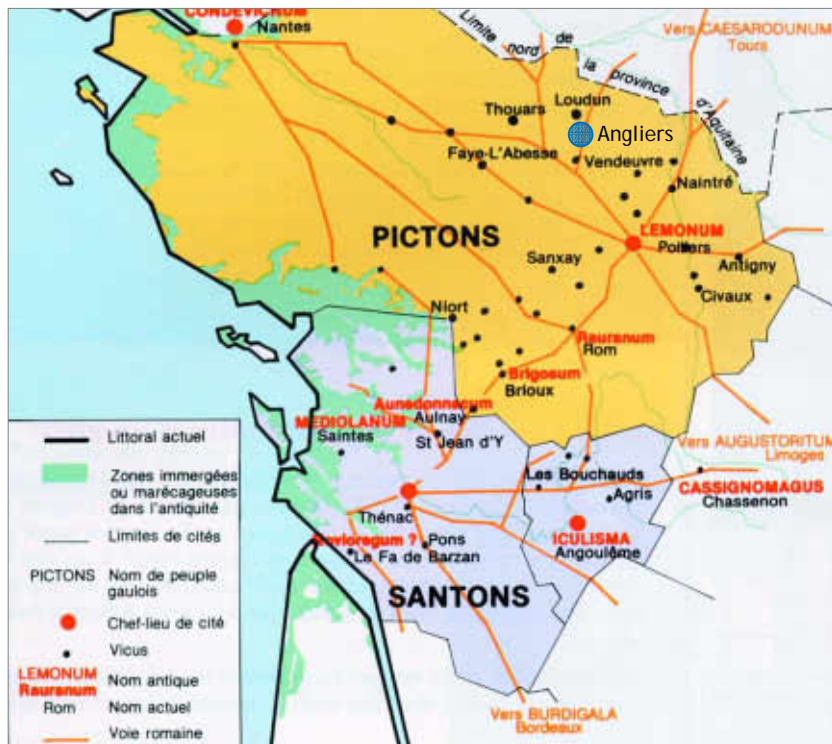 CONDEVICHUM
Nantes
Limite nord de la province d'Aquitaine
Vers CAESARODUNUM
Tours
Thouars
Loudun
Angliers
Faye-L'Abesse
Vendeuvre
Naintré
PICTONS
LEMONUM
Poitiers
Sanxay
Antigny
Civaux
Niort
Rauranum
Rom
Brigosum
Brioux
Aunedonnacum
Aulnay
MEDIOLANUM
Saintes
St Jean d'Y
Vers AUGUSTORITUM
Limoges
Les Bouchauds
Agris
CASSIGNOMAGUS
Chassenon
Thénac
ICULISMA
Angoulême
Pons
Le Fa de Barzan
SANTONS
Vers BURDIGALA
Bordeaux
Littoral actuel
Zones immergées
ou marécageuses
dans l'antiquité
Limites de cités
PICTONS Nom de peuple
gaulois
Chef-lieu de cité
Vicus
LEMONUM
Rauranum
Nom antique
Rom Nom actuel
Voie romaine